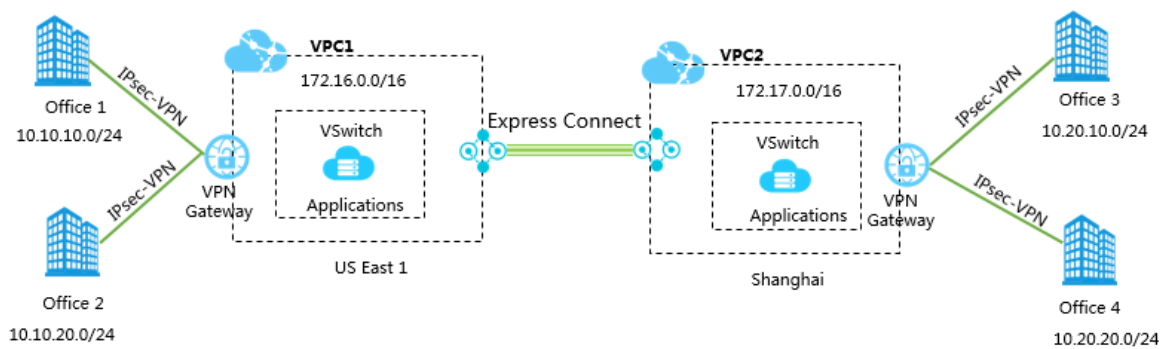 VPC1
172.16.0.0/16
VSwitch
Applications
US East 1
Office 1
10.10.10.0/24
IPsec-VPN
IPsec-VPN
VPN
Gateway
Office 2
10.10.20.0/24
Express Connect
VPC2
172.17.0.0/16
VSwitch
Applications
Shanghai
VPN
Gateway
IPsec-VPN
IPsec-VPN
Office 3
10.20.10.0/24
Office 4
10.20.20.0/24